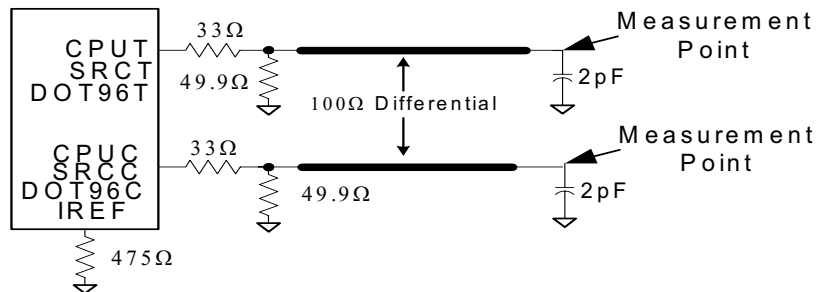 CPUT
SRCT
DOT96T
33Ω
49.9Ω
Measurement
Point
2pF
100Ω Differential
CPUC
SRCC
DOT96C
IREF
33Ω
49.9Ω
Measurement
Point
2pF
475Ω